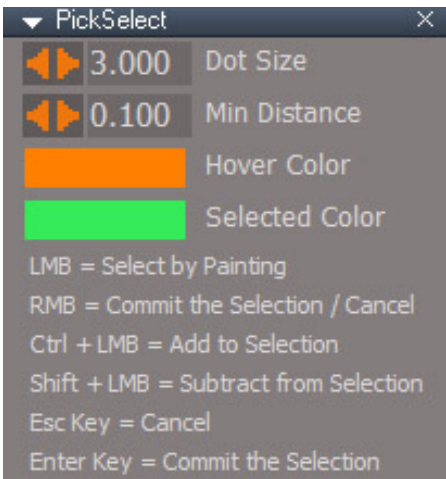 PickSelect
3.000 Dot Size
0.100 Min Distance
Hover Color
Selected Color
LMB = Select by Painting
RMB = Commit the Selection / Cancel
Ctrl + LMB = Add to Selection
Shift + LMB = Subtract from Selection
Esc Key = Cancel
Enter Key = Commit the Selection